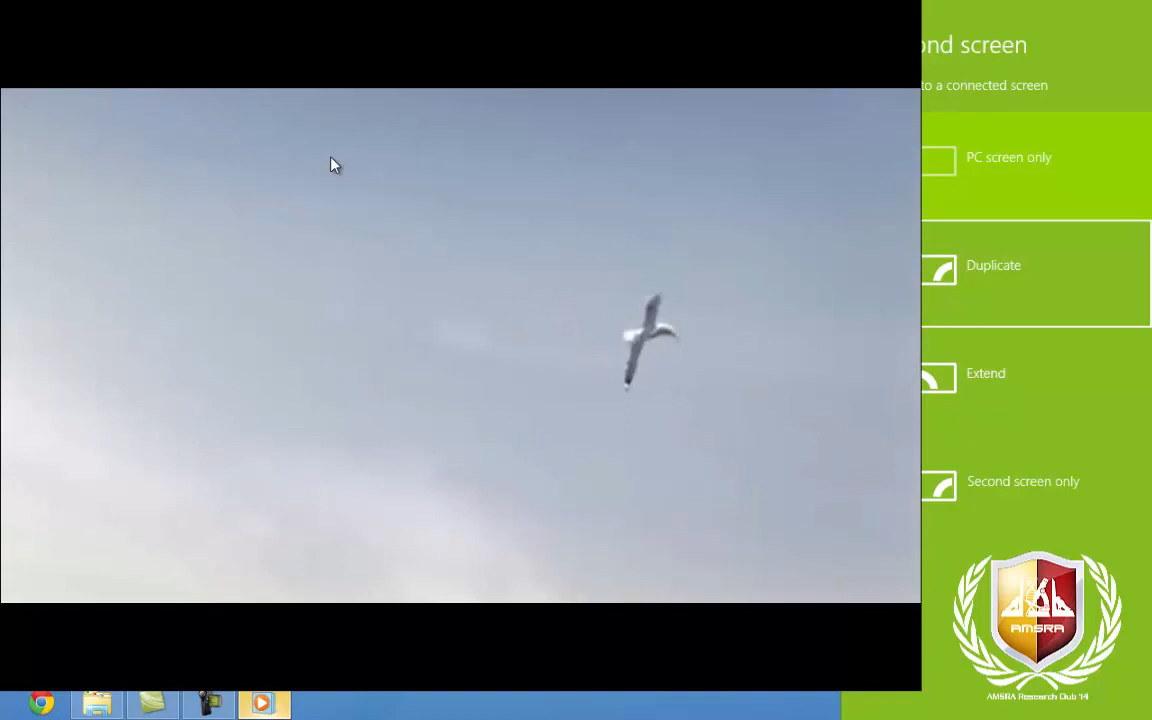 ond screen
to a connected screen
PC screen only
Duplicate
Extend
Second screen only
AMSRA
AMSRA Research Club '14